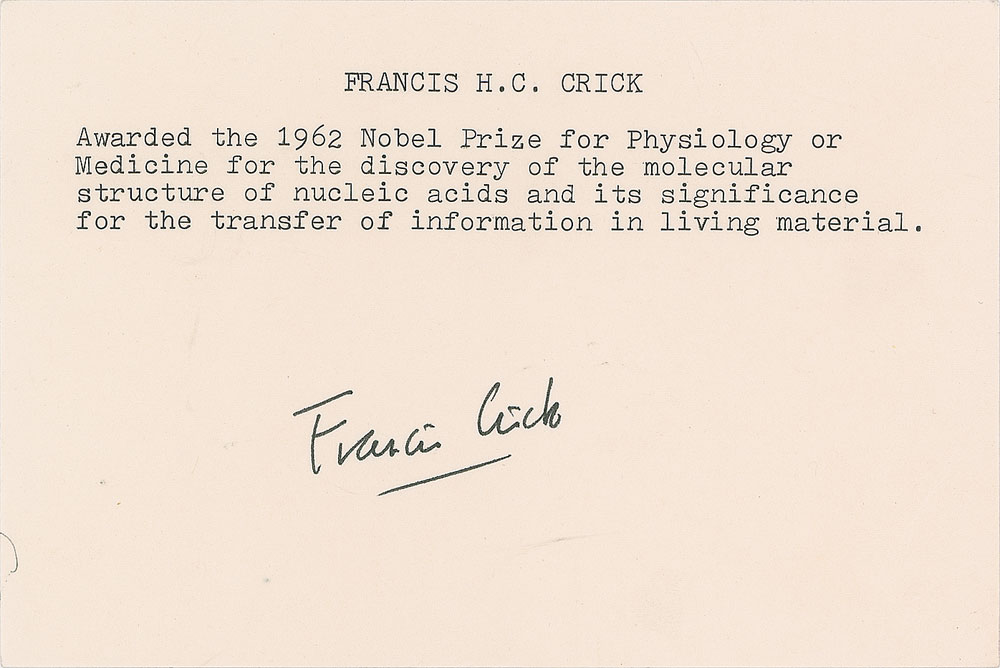 FRANCIS H.C. CRICK
Awarded the 1962 Nobel Prize for Physiology or
Medicine for the discovery of the molecular
structure of nucleic acids and its significance
for the transfer of information in living material.
Francis Crick